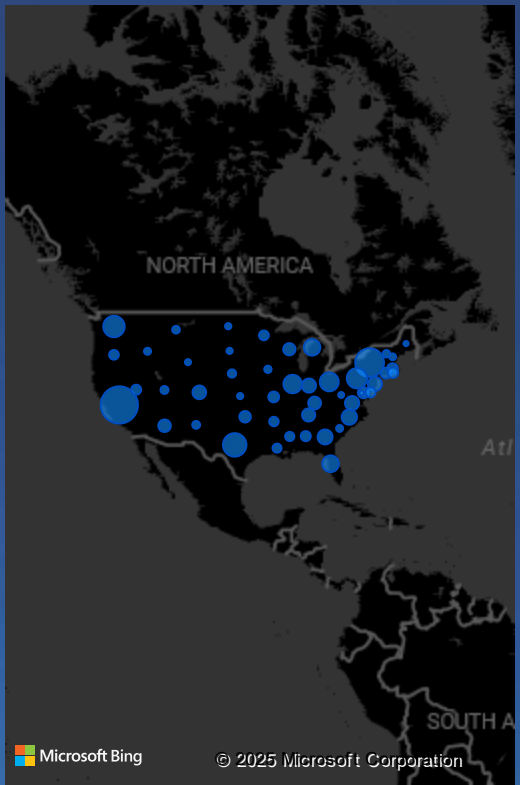 NORTH AMERICA
Atl
SOUTH A
Microsoft Bing
© 2025 Microsoft Corporation